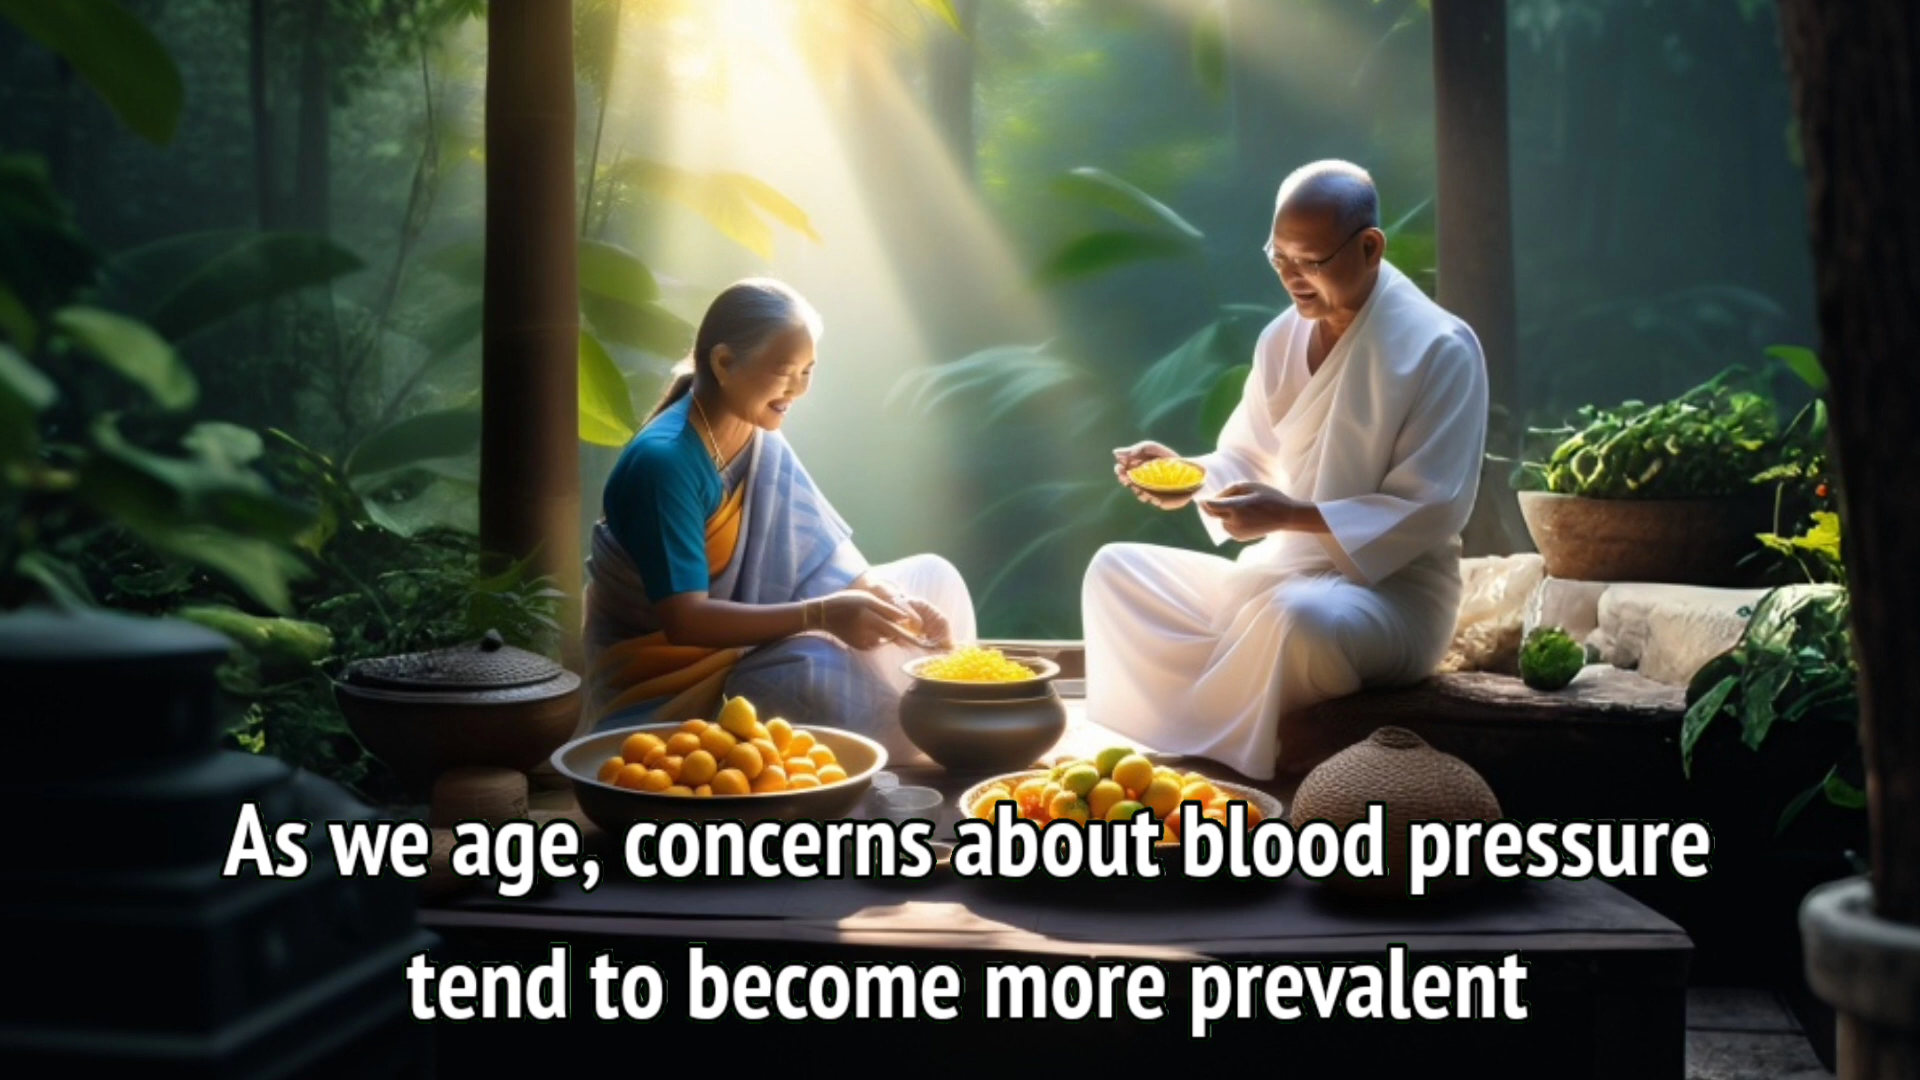 As we age, concerns about blood pressure
tend to become more prevalent